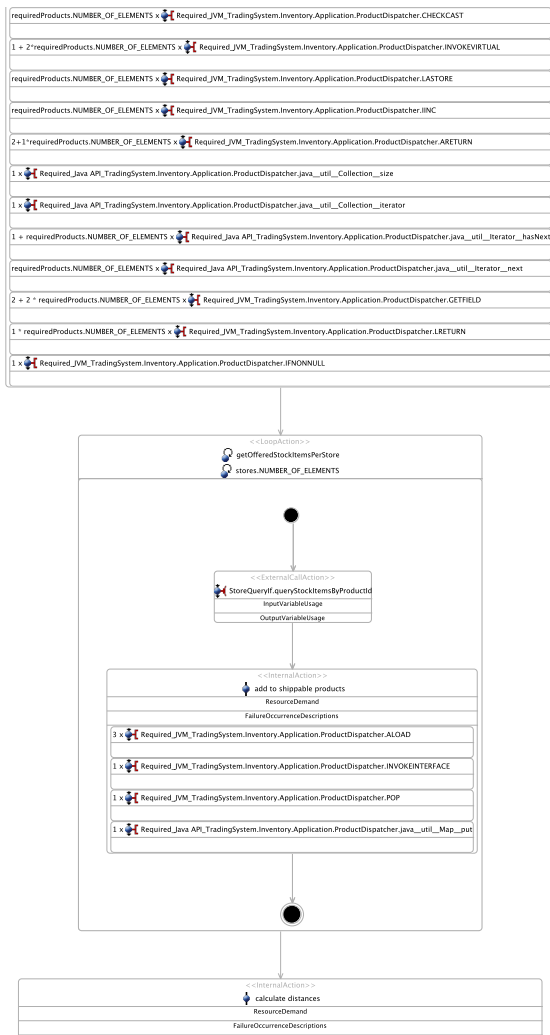 requiredProducts.NUMBER_OF_ELEMENTS x Required_JVM_TradingSystem.Inventory.Application.ProductDispatcher.CHECKCAST
1 + 2*requiredProducts.NUMBER_OF_ELEMENTS x Required_JVM_TradingSystem.Inventory.Application.ProductDispatcher.INVOKEVIRTUAL
requiredProducts.NUMBER_OF_ELEMENTS x Required_JVM_TradingSystem.Inventory.Application.ProductDispatcher.LASTORE
requiredProducts.NUMBER_OF_ELEMENTS x Required_JVM_TradingSystem.Inventory.Application.ProductDispatcher.IINC
2+1*requiredProducts.NUMBER_OF_ELEMENTS x Required_JVM_TradingSystem.Inventory.Application.ProductDispatcher.ARETURN
1 x Required_Java API_TradingSystem.Inventory.Application.ProductDispatcher.java__util__Collection__size
1 x Required_Java API_TradingSystem.Inventory.Application.ProductDispatcher.java__util__Collection__iterator
1 + requiredProducts.NUMBER_OF_ELEMENTS x Required_Java API_TradingSystem.Inventory.Application.ProductDispatcher.java__util__Iterator__hasNext
requiredProducts.NUMBER_OF_ELEMENTS x Required_Java API_TradingSystem.Inventory.Application.ProductDispatcher.java__util__Iterator__next
2 + 2 * requiredProducts.NUMBER_OF_ELEMENTS x Required_JVM_TradingSystem.Inventory.Application.ProductDispatcher.GETFIELD
1 * requiredProducts.NUMBER_OF_ELEMENTS x Required_JVM_TradingSystem.Inventory.Application.ProductDispatcher.LRETURN
1 x Required_JVM_TradingSystem.Inventory.Application.ProductDispatcher.IFNONNULL
<<LoopAction>>
getOfferedStockItemsPerStore
stores.NUMBER_OF_ELEMENTS
<<ExternalCallAction>>
StoreQueryIf.queryStockItemsByProductId
InputVariableUsage
OutputVariableUsage
<<InternalAction>>
add to shippable products
ResourceDemand
FailureOccurrenceDescriptions
3 x Required_JVM_TradingSystem.Inventory.Application.ProductDispatcher.ALOAD
1 x Required_JVM_TradingSystem.Inventory.Application.ProductDispatcher.INVOKEINTERFACE
1 x Required_JVM_TradingSystem.Inventory.Application.ProductDispatcher.POP
1 x Required_Java API_TradingSystem.Inventory.Application.ProductDispatcher.java__util__Map__put
<<InternalAction>>
calculate distances
ResourceDemand
FailureOccurrenceDescriptions